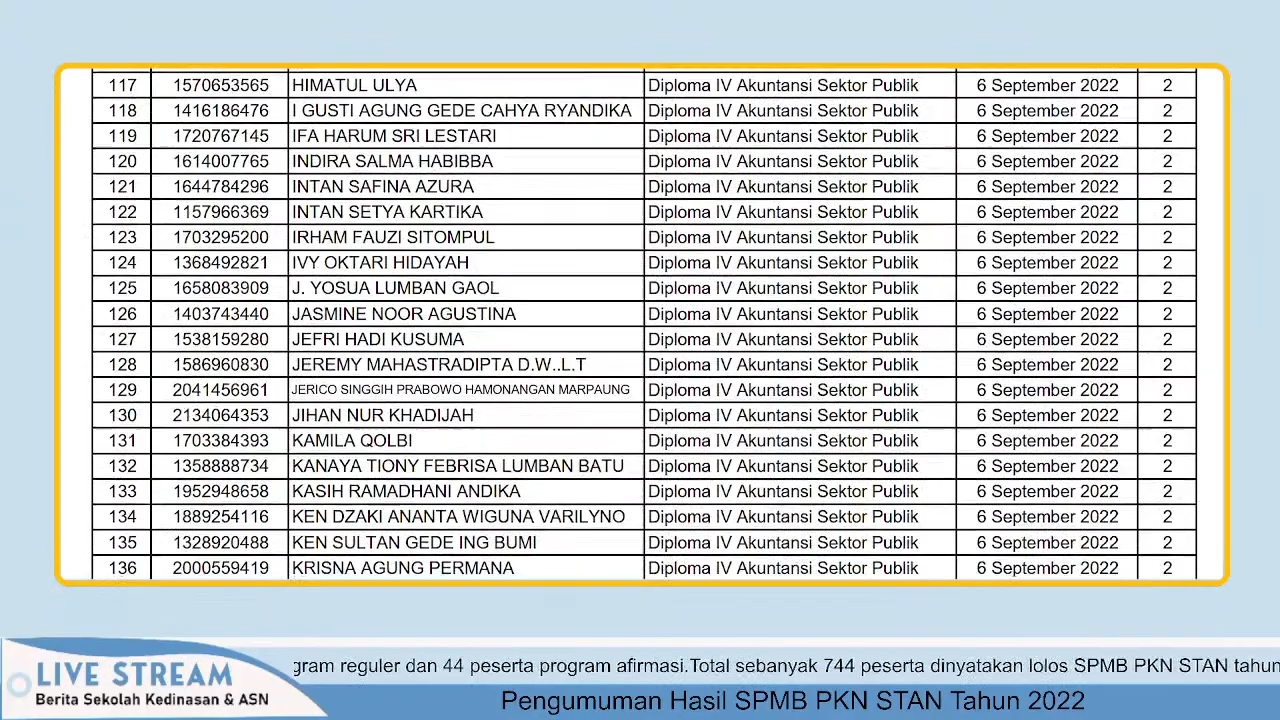 117 1570653565 HIMATUL ULYA Diploma IV Akuntansi Sektor Publik 6 September 2022 2
118 1416186476 I GUSTI AGUNG GEDE CAHYA RYANDIKA Diploma IV Akuntansi Sektor Publik 6 September 2022 2
119 1720767145 IFA HARUM SRI LESTARI Diploma IV Akuntansi Sektor Publik 6 September 2022 2
120 1614007765 INDIRA SALMA HABIBBA Diploma IV Akuntansi Sektor Publik 6 September 2022 2
121 1644784296 INTAN SAFINA AZURA Diploma IV Akuntansi Sektor Publik 6 September 2022 2
122 1157966369 INTAN SETYA KARTIKA Diploma IV Akuntansi Sektor Publik 6 September 2022 2
123 1703295200 IRHAM FAUZI SITOMPUL Diploma IV Akuntansi Sektor Publik 6 September 2022 2
124 1368492821 IVY OKTARI HIDAYAH Diploma IV Akuntansi Sektor Publik 6 September 2022 2
125 1658083909 J. YOSUA LUMBAN GAOL Diploma IV Akuntansi Sektor Publik 6 September 2022 2
126 1403743440 JASMINE NOOR AGUSTINA Diploma IV Akuntansi Sektor Publik 6 September 2022 2
127 1538159280 JEFRI HADI KUSUMA Diploma IV Akuntansi Sektor Publik 6 September 2022 2
128 1586960830 JEREMY MAHASTRADIPTA D.W..L.T Diploma IV Akuntansi Sektor Publik 6 September 2022 2
129 2041456961 JERICO SINGGIH PRABOWO HAMONANGAN MARPAUNG Diploma IV Akuntansi Sektor Publik 6 September 2022 2
130 2134064353 JIHAN NUR KHADIJAH Diploma IV Akuntansi Sektor Publik 6 September 2022 2
131 1703384393 KAMILA QOLBI Diploma IV Akuntansi Sektor Publik 6 September 2022 2
132 1358888734 KANAYA TIONY FEBRISA LUMBAN BATU Diploma IV Akuntansi Sektor Publik 6 September 2022 2
133 1952948658 KASIH RAMADHANI ANDIKA Diploma IV Akuntansi Sektor Publik 6 September 2022 2
134 1889254116 KEN DZAKI ANANTA WIGUNA VARILYNO Diploma IV Akuntansi Sektor Publik 6 September 2022 2
135 1328920488 KEN SULTAN GEDE ING BUMI Diploma IV Akuntansi Sektor Publik 6 September 2022 2
136 2000559419 KRISNA AGUNG PERMANA Diploma IV Akuntansi Sektor Publik 6 September 2022 2
LIVE STREAM
Berita Sekolah Kedinasan & ASN
gram reguler dan 44 peserta program afirmasi.Total sebanyak 744 peserta dinyatakan lolos SPMB PKN STAN tahun
Pengumuman Hasil SPMB PKN STAN Tahun 2022